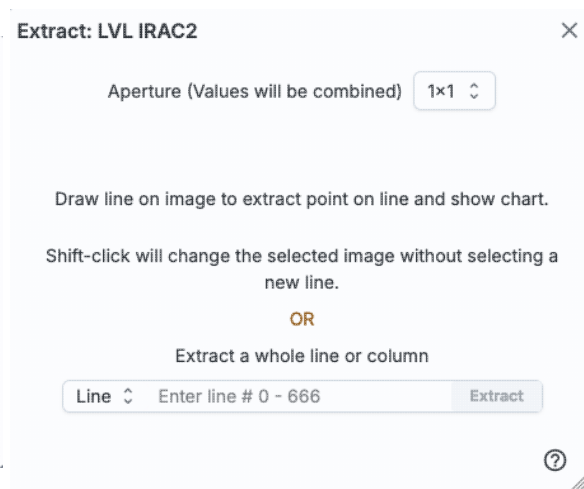 Extract: LVL IRAC2
Aperture (Values will be combined) 1×1
Draw line on image to extract point on line and show chart.
Shift-click will change the selected image without selecting a
new line.
OR
Extract a whole line or column
Line Enter line # 0 - 666 Extract